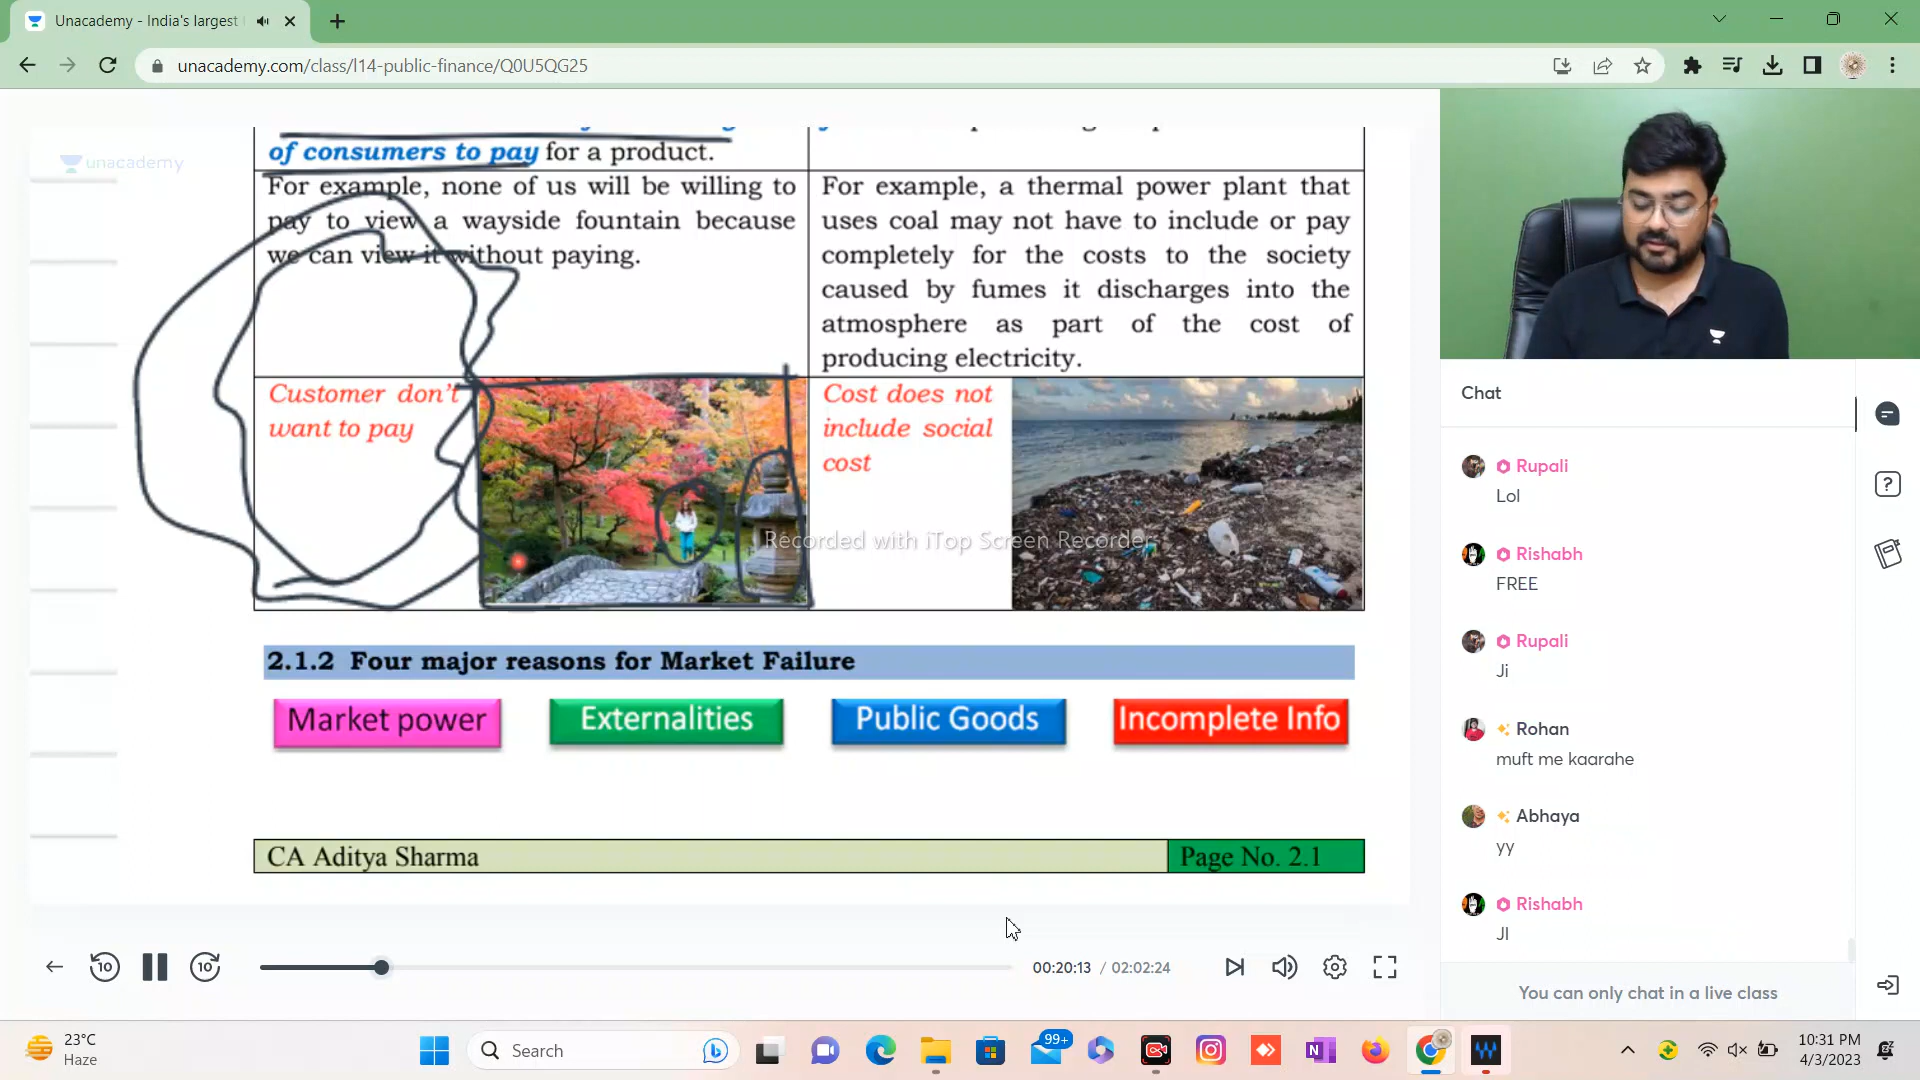 Unacademy - India's largest
unacademy.com/class/l14-public-finance/Q0U5QG25
unacademy
of consumers to pay for a product.
For example, none of us will be willing to
pay to view a wayside fountain because
we can view it without paying.
For example, a thermal power plant that
uses coal may not have to include or pay
completely for the costs to the society
caused by fumes it discharges into the
atmosphere as part of the cost of
producing electricity.
Customer don't
want to pay
Cost does not
include social
cost
Recorded with iTop Screen Recorder
2.1.2 Four major reasons for Market Failure
Market power
Externalities
Public Goods
Incomplete Info
CA Aditya Sharma
Page No. 2.1
10
10
00:20:13 / 02:02:24
Chat
Rupali
Lol
Rishabh
FREE
Rupali
Ji
Rohan
muft me kaarahe
Abhaya
yy
Rishabh
JI
You can only chat in a live class
23°C
Haze
Search
99+
10:31 PM
4/3/2023